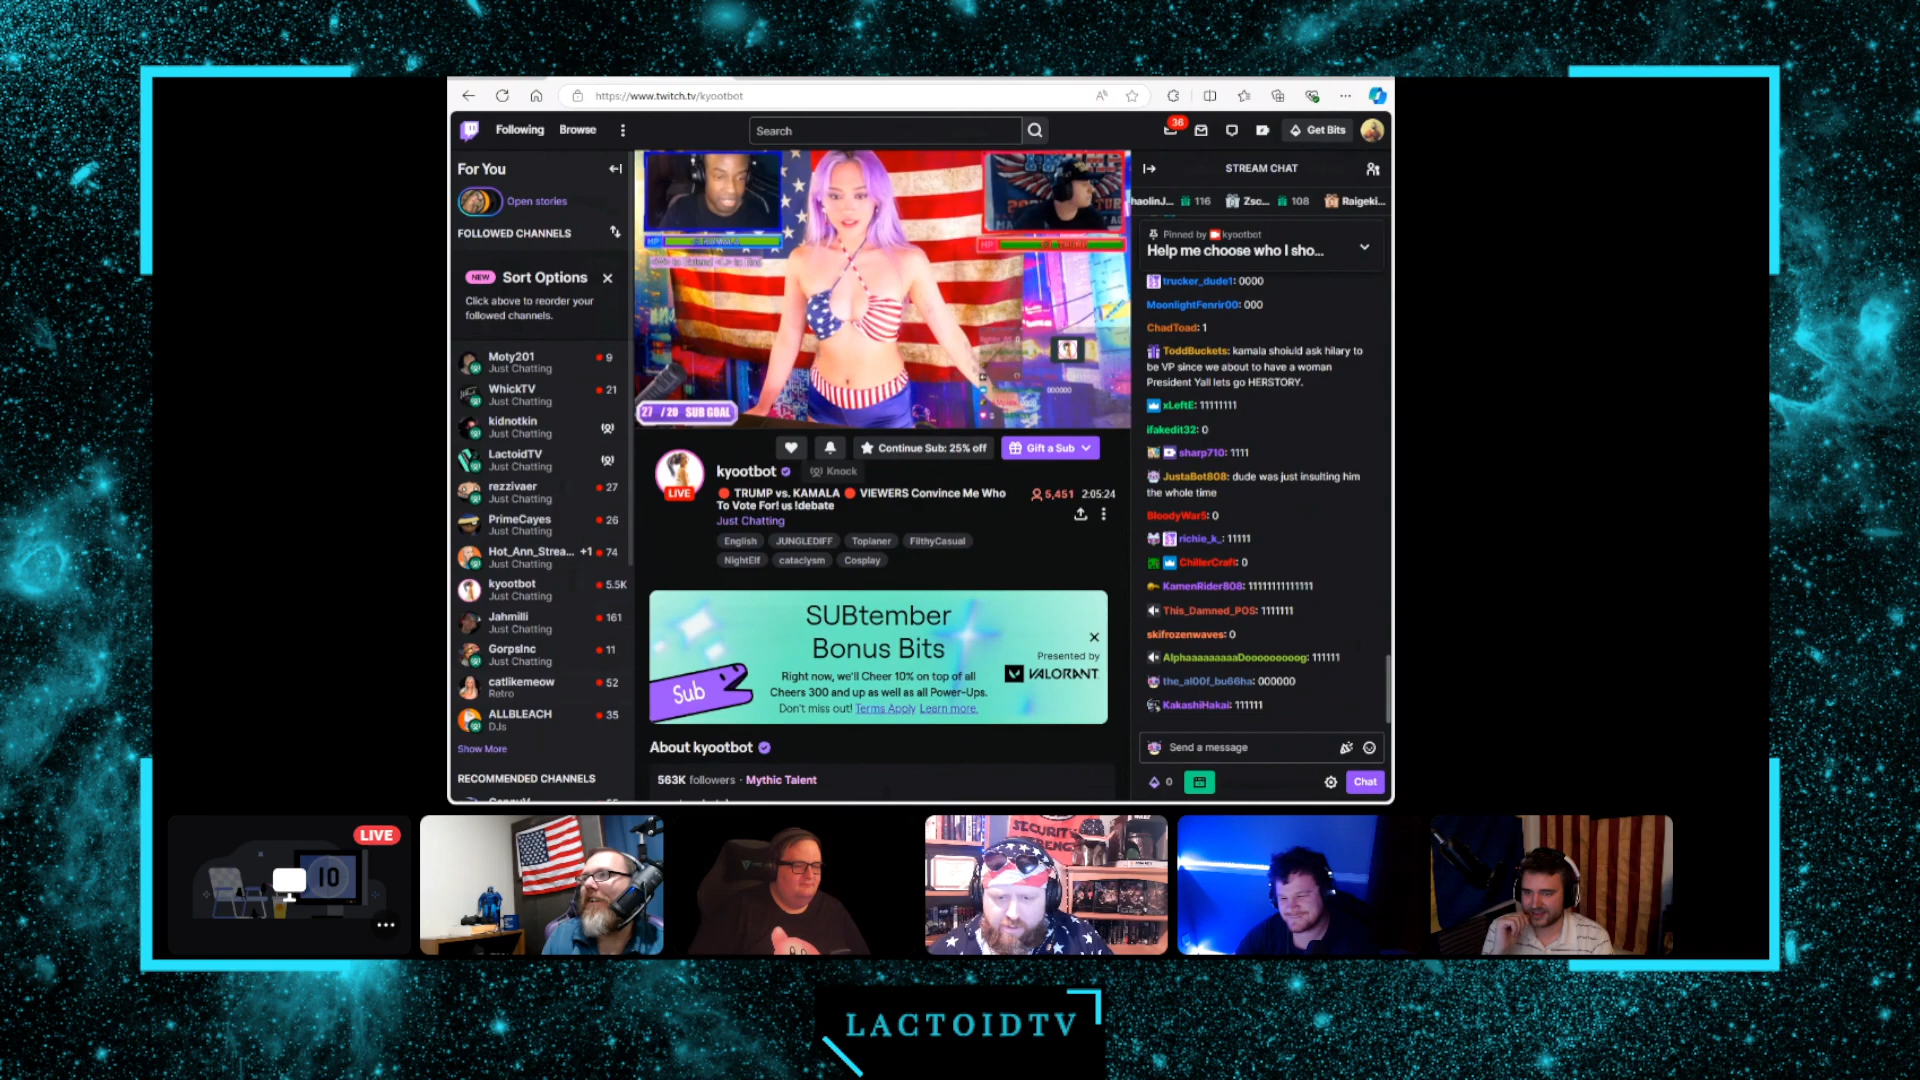 https://www.twitch.tv/kyootbot
Following
Browse
Search
36
Get Bits
For You
Open stories
FOLLOWED CHANNELS
NEW Sort Options
Click above to reorder your
followed channels.
Moty201
9
Just Chatting
WhickTV
21
Just Chatting
kidnotkin
Just Chatting
LactoidTV
Just Chatting
rezzivaer
27
Just Chatting
PrimeCayes
26
Just Chatting
Hot_Ann_Strea... +1
74
Just Chatting
kyootbot
5.5K
Just Chatting
Jahmilli
161
Just Chatting
GorpsInc
11
Just Chatting
catlikemeow
52
Retro
ALLBLEACH
35
DJs
Show More
RECOMMENDED CHANNELS
HP
HP
000000
27 / 20 SUB GOAL
Continue Sub: 25% off
Gift a Sub
LIVE
kyootbot
Knock
TRUMP vs. KAMALA VIEWERS Convince Me Who
To Vote For! us !debate
5,451
2:05:24
Just Chatting
English
JUNGLEDIFF
Toplaner
FilthyCasual
NightElf
cataclysm
Cosplay
SUBtember
Bonus Bits
Right now, we'll Cheer 10% on top of all
Cheers 300 and up as well as all Power-Ups.
Don't miss out! Terms Apply Learn more.
Sub
Presented by
VALORANT
About kyootbot
563K followers · Mythic Talent
STREAM CHAT
haolinJ... 116
Zsc... 108
Raigeki...
Pinned by kyootbot
Help me choose who I sho...
trucker_dude1: 0000
MoonlightFenrir00: 000
ChadToad: 1
ToddBuckets: kamala shoiuld ask hilary to
be VP since we about to have a woman
President Yall lets go HERSTORY.
xLeftE: 11111111
ifakedit32: 0
sharp710: 1111
JustaBot808: dude was just insulting him
the whole time
BloodyWar5: 0
richie_k_: 11111
ChillerCraft: 0
KamenRider808: 1111111111111
This_Damned_POS: 1111111
skifrozenwaves: 0
AlphaaaaaaaaaDooooooooog: 111111
the_al00f_bu66ha: 000000
KakashiHakai: 111111
Send a message
0
Chat
LIVE
10
SECURITY
LACTOIDTV